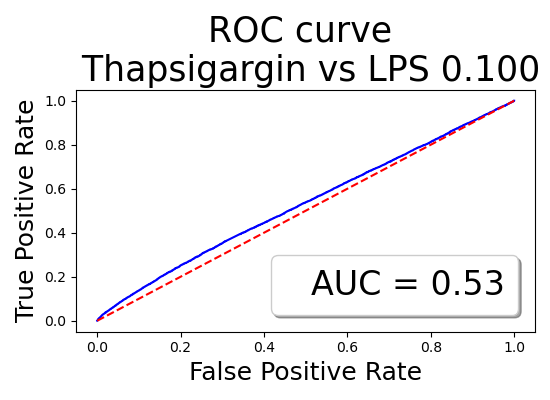 ROC curve
Thapsigargin vs LPS 0.100
True Positive Rate
1.0
0.8
0.6
0.4
0.2
0.0
AUC = 0.53
0.0 0.2 0.4 0.6 0.8 1.0
False Positive Rate